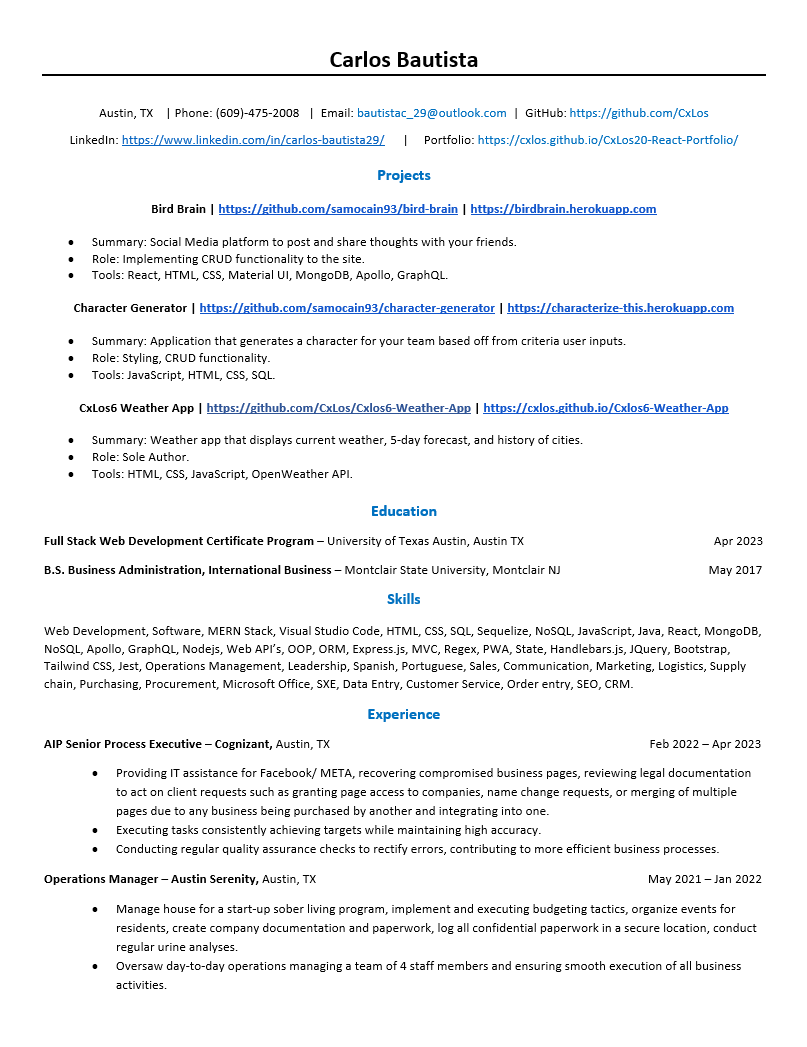 Carlos Bautista
Austin, TX | Phone: (609)-475-2008 | Email: bautistac_29@outlook.com | GitHub: https://github.com/CxLos
LinkedIn: https://www.linkedin.com/in/carlos-bautista29/ | Portfolio: https://cxlos.github.io/CxLos20-React-Portfolio/
Projects
Bird Brain | https://github.com/samocain93/bird-brain | https://birdbrain.herokuapp.com
• Summary: Social Media platform to post and share thoughts with your friends.
• Role: Implementing CRUD functionality to the site.
• Tools: React, HTML, CSS, Material UI, MongoDB, Apollo, GraphQL.
Character Generator | https://github.com/samocain93/character-generator | https://characterize-this.herokuapp.com
• Summary: Application that generates a character for your team based off from criteria user inputs.
• Role: Styling, CRUD functionality.
• Tools: JavaScript, HTML, CSS, SQL.
CxLos6 Weather App | https://github.com/CxLos/Cxlos6-Weather-App | https://cxlos.github.io/Cxlos6-Weather-App
• Summary: Weather app that displays current weather, 5-day forecast, and history of cities.
• Role: Sole Author.
• Tools: HTML, CSS, JavaScript, OpenWeather API.
Education
Full Stack Web Development Certificate Program – University of Texas Austin, Austin TX Apr 2023
B.S. Business Administration, International Business – Montclair State University, Montclair NJ May 2017
Skills
Web Development, Software, MERN Stack, Visual Studio Code, HTML, CSS, SQL, Sequelize, NoSQL, JavaScript, Java, React, MongoDB,
NoSQL, Apollo, GraphQL, Nodejs, Web API's, OOP, ORM, Express.js, MVC, Regex, PWA, State, Handlebars.js, JQuery, Bootstrap,
Tailwind CSS, Jest, Operations Management, Leadership, Spanish, Portuguese, Sales, Communication, Marketing, Logistics, Supply
chain, Purchasing, Procurement, Microsoft Office, SXE, Data Entry, Customer Service, Order entry, SEO, CRM.
Experience
AIP Senior Process Executive – Cognizant, Austin, TX Feb 2022 – Apr 2023
• Providing IT assistance for Facebook/ META, recovering compromised business pages, reviewing legal documentation
to act on client requests such as granting page access to companies, name change requests, or merging of multiple
pages due to any business being purchased by another and integrating into one.
• Executing tasks consistently achieving targets while maintaining high accuracy.
• Conducting regular quality assurance checks to rectify errors, contributing to more efficient business processes.
Operations Manager – Austin Serenity, Austin, TX May 2021 – Jan 2022
• Manage house for a start-up sober living program, implement and executing budgeting tactics, organize events for
residents, create company documentation and paperwork, log all confidential paperwork in a secure location, conduct
regular urine analyses.
• Oversaw day-to-day operations managing a team of 4 staff members and ensuring smooth execution of all business
activities.